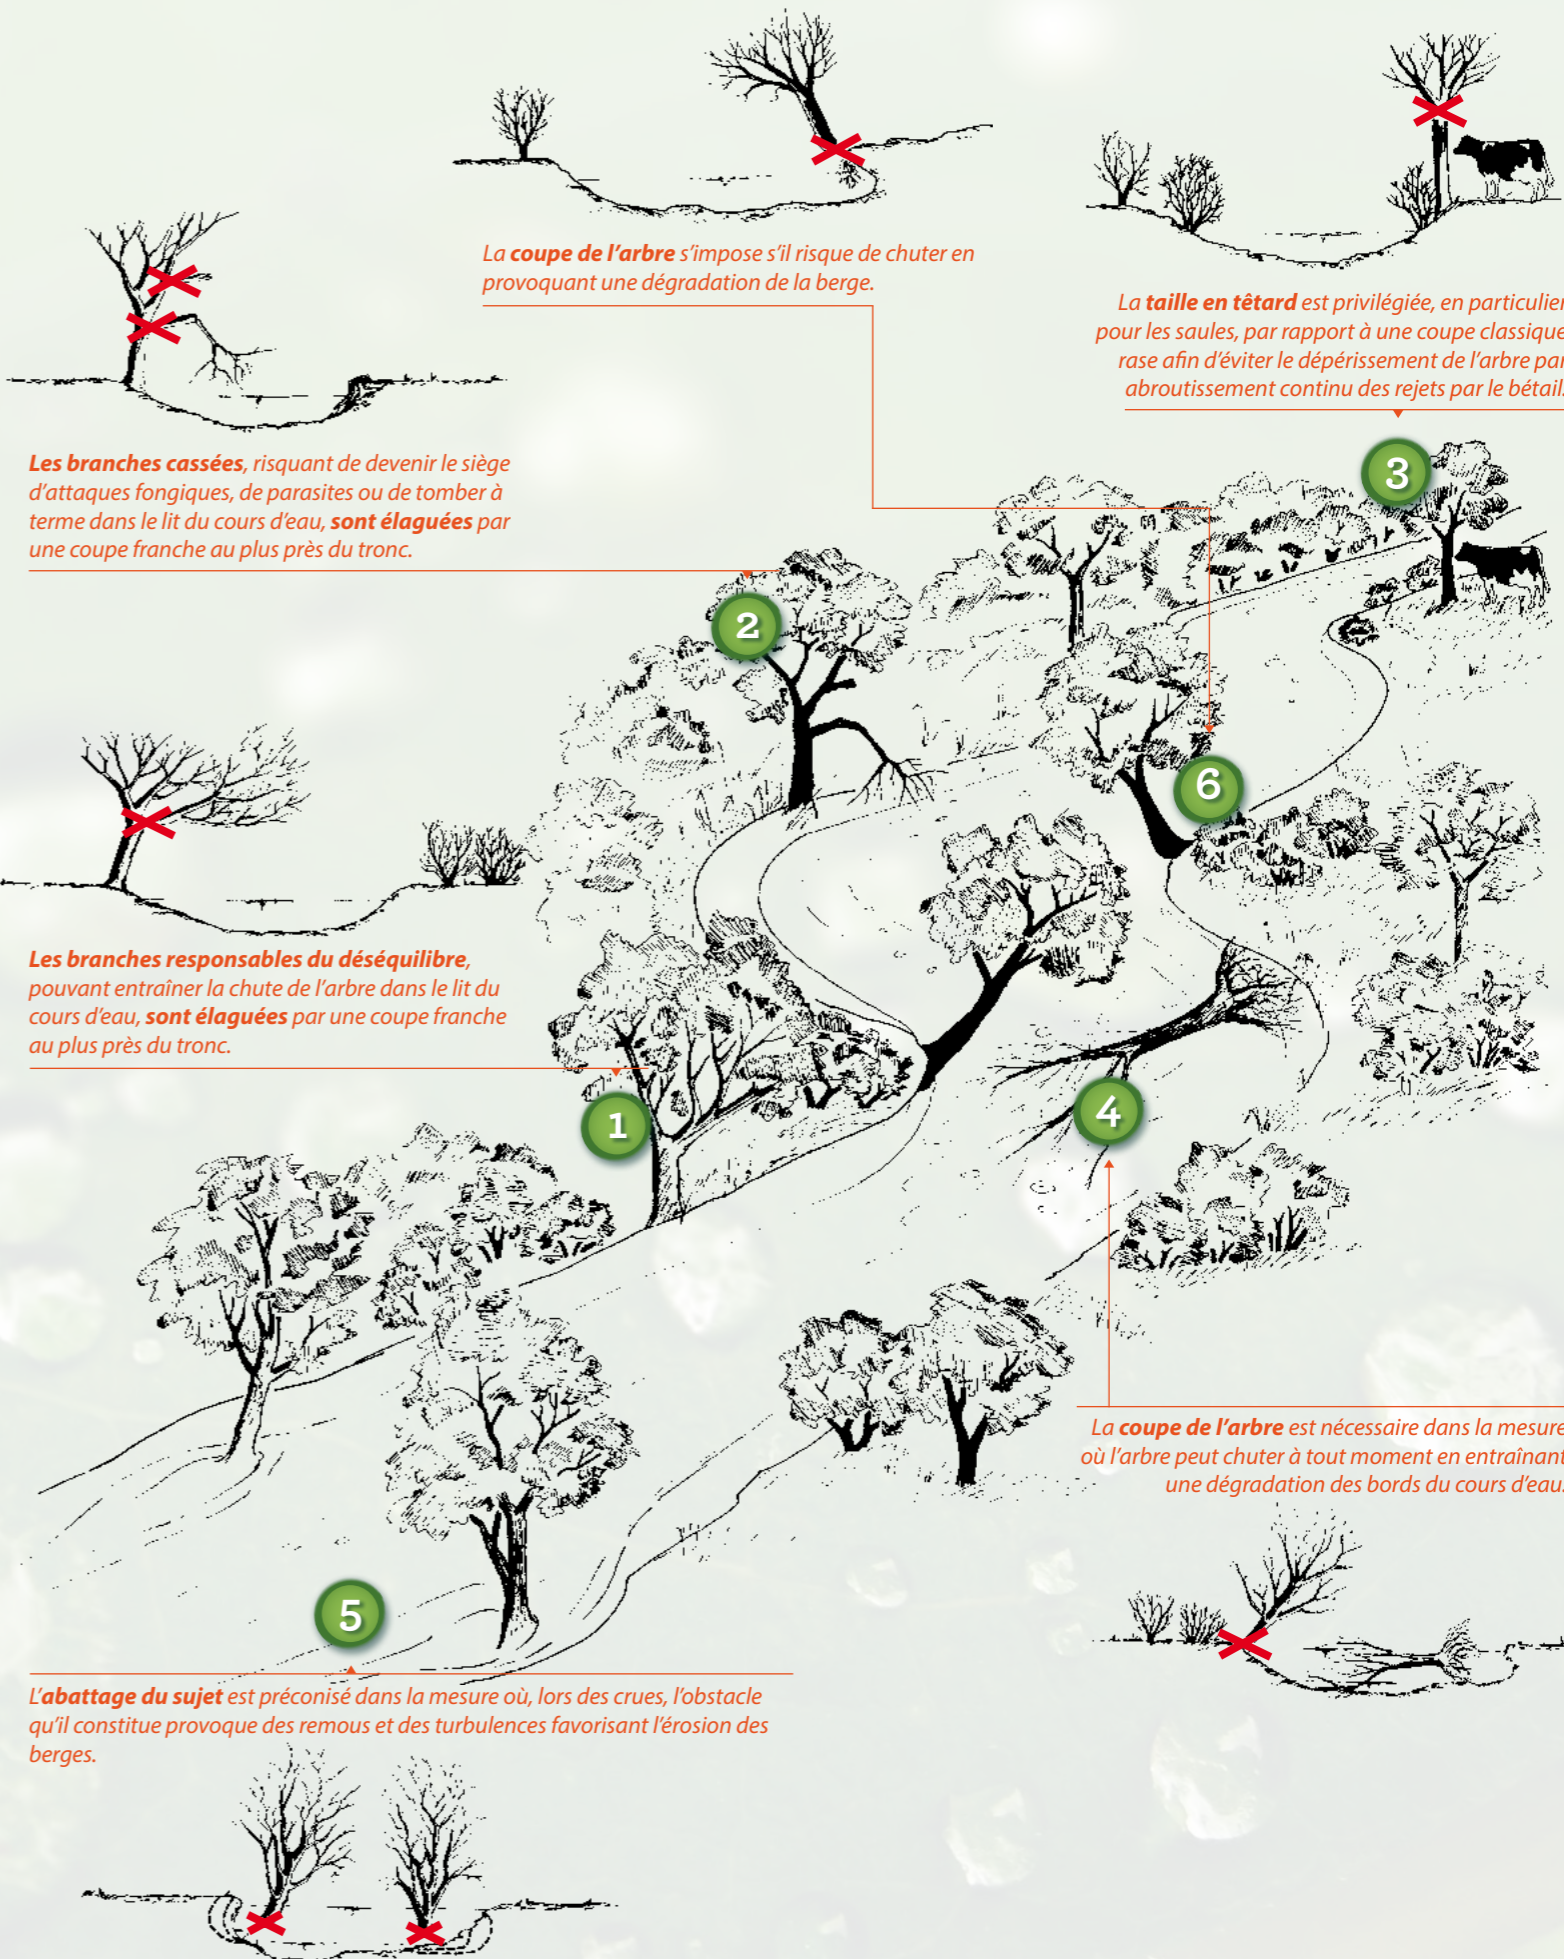 La coupe de l'arbre s'impose s'il risque de chuter en
provoquant une dégradation de la berge.
La taille en têtard est privilégiée, en particulier
pour les saules, par rapport à une coupe classique
rase afin d'éviter le dépérissement de l'arbre par
abroutissement continu des rejets par le bétail.
3
Les branches cassées, risquant de devenir le siège
d'attaques fongiques, de parasites ou de tomber à
terme dans le lit du cours d'eau, sont élaguées par
une coupe franche au plus près du tronc.
2
6
Les branches responsables du déséquilibre,
pouvant entraîner la chute de l'arbre dans le lit du
cours d'eau, sont élaguées par une coupe franche
au plus près du tronc.
1
4
La coupe de l'arbre est nécessaire dans la mesure
où l'arbre peut chuter à tout moment en entraînant
une dégradation des bords du cours d'eau.
5
L'abattage du sujet est préconisé dans la mesure où, lors des crues, l'obstacle
qu'il constitue provoque des remous et des turbulences favorisant l'érosion des
berges.